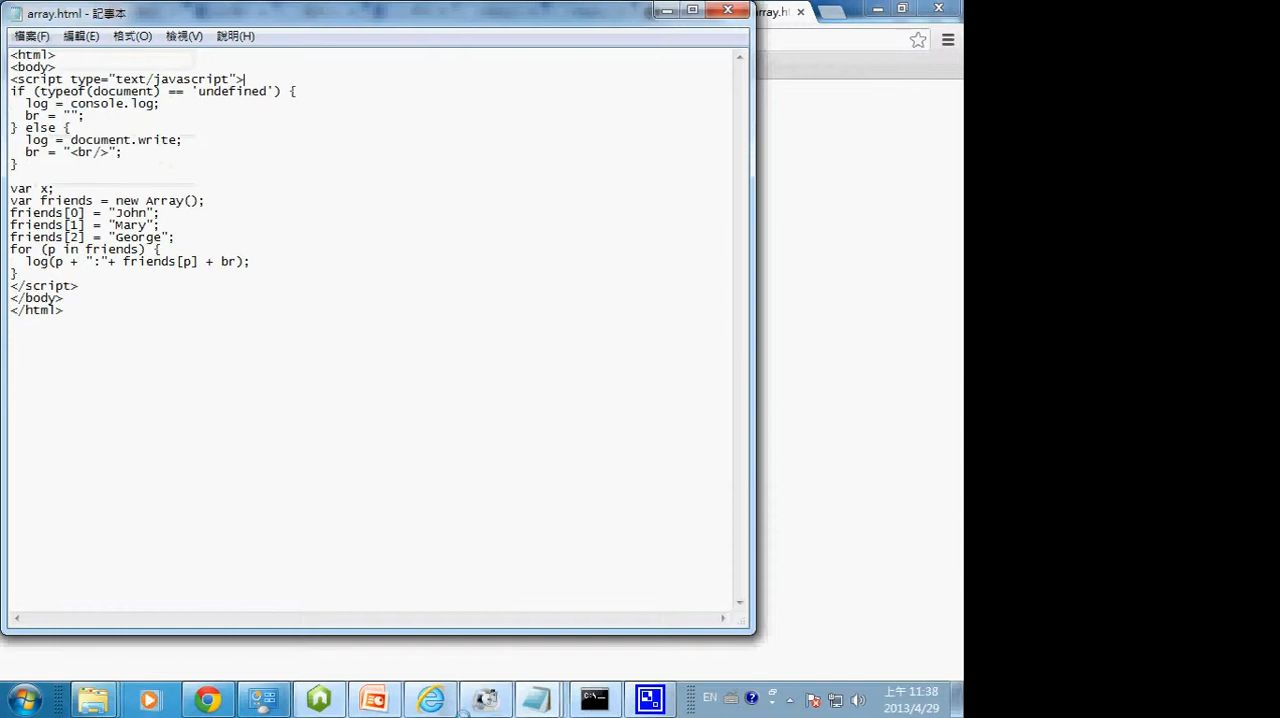 array.html - 記事本
rray.ht
檔案(F) 編輯(E) 格式(O) 檢視(V) 說明(H)
<html>
<body>
<script type="text/javascript">
if (typeof(document) == 'undefined') {
  log = console.log;
  br = "";
} else {
  log = document.write;
  br = "<br/>";
}
var x;
var friends = new Array();
friends[0] = "John";
friends[1] = "Mary";
friends[2] = "George";
for (p in friends) {
  log(p + ":"+ friends[p] + br);
}
</script>
</body>
</html>
C:\
EN
上午 11:38
2013/4/29